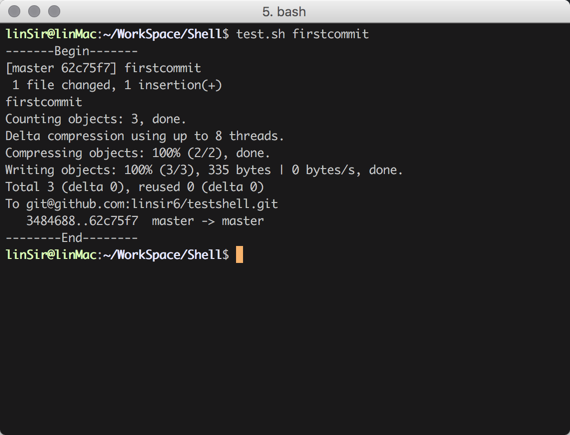 5. bash
linSir@linMac:~/WorkSpace/Shell$ test.sh firstcommit
-------Begin-------
[master 62c75f7] firstcommit
 1 file changed, 1 insertion(+)
firstcommit
Counting objects: 3, done.
Delta compression using up to 8 threads.
Compressing objects: 100% (2/2), done.
Writing objects: 100% (3/3), 335 bytes | 0 bytes/s, done.
Total 3 (delta 0), reused 0 (delta 0)
To git@github.com:linsir6/testshell.git
   3484688..62c75f7  master -> master
--------End--------
linSir@linMac:~/WorkSpace/Shell$